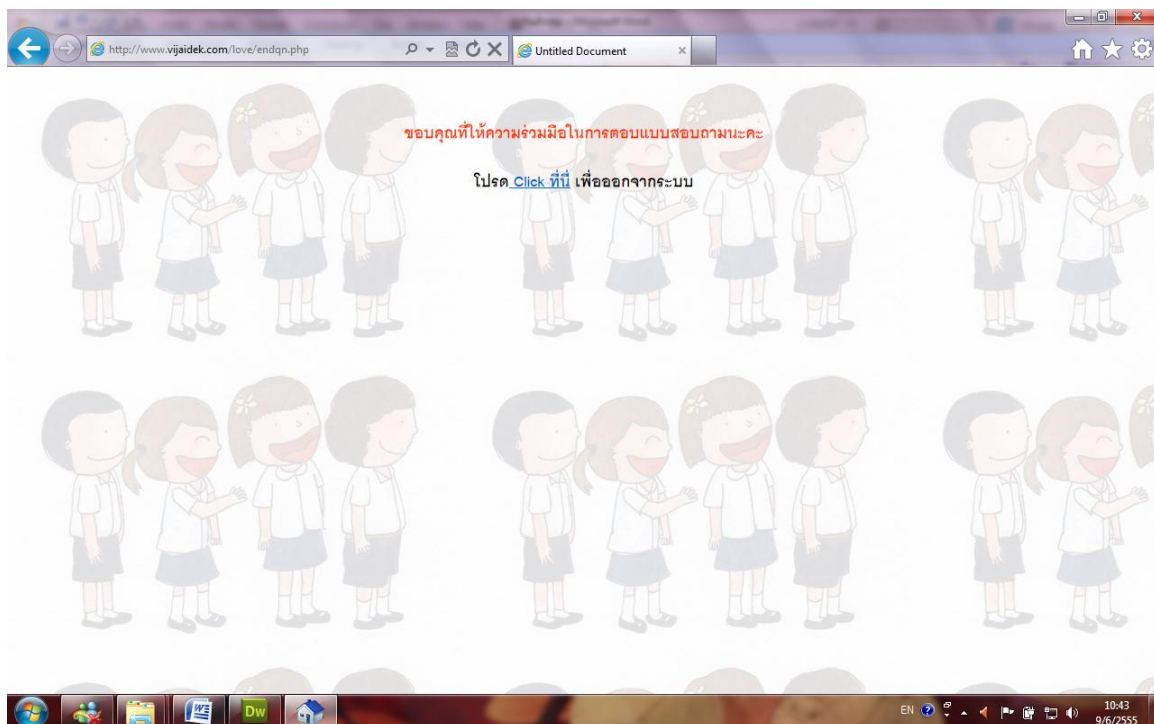 http://www.vijaidek.com/love/endqn.php
Untitled Document
ขอบคุณที่ให้ความร่วมมือในการตอบแบบสอบถามนะคะ
โปรด Click ที่นี่ เพื่อออกจากระบบ
Dw
EN
10:43
9/6/2555